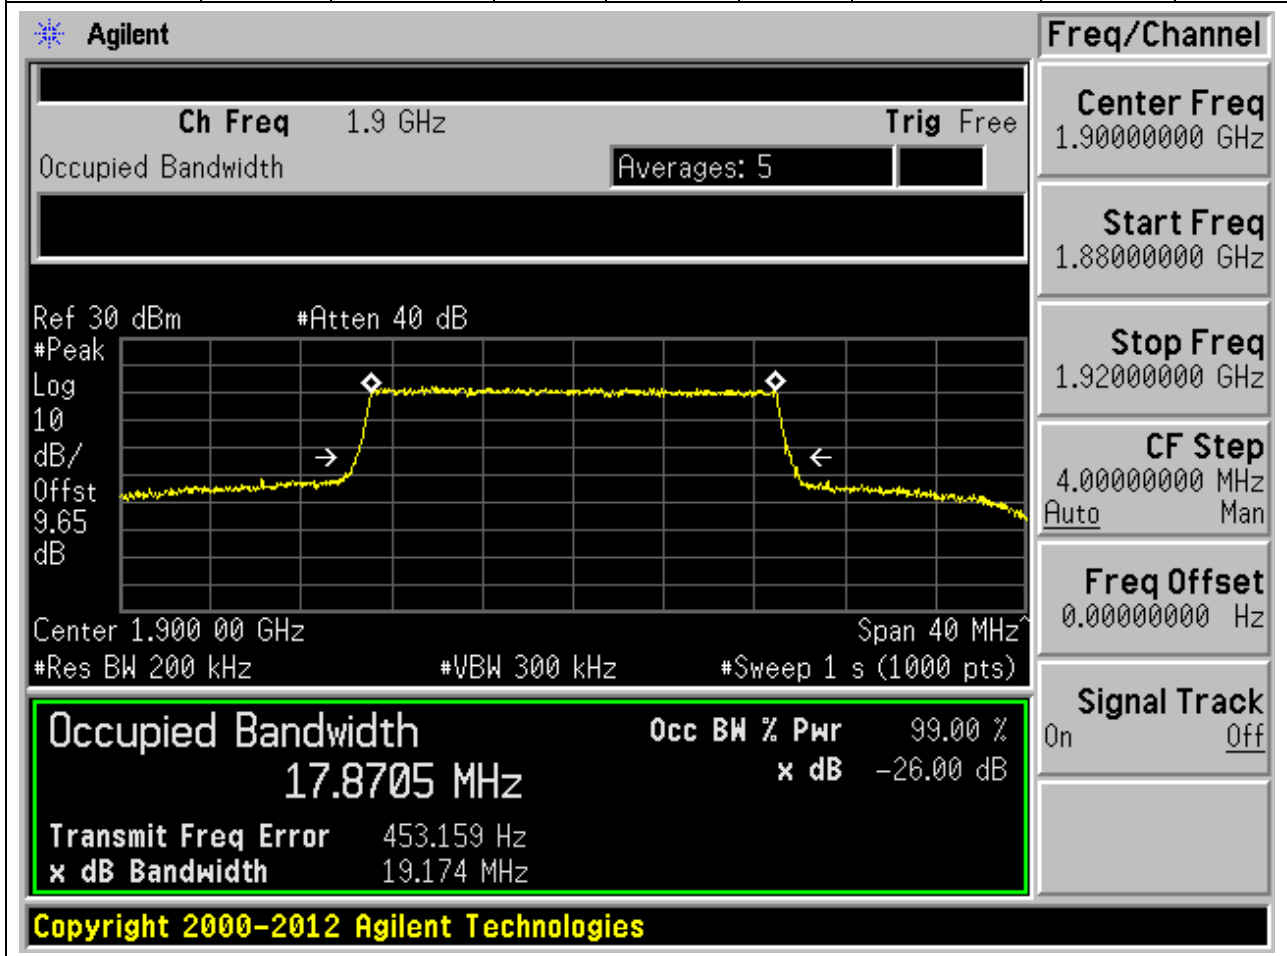 Agilent
Freq/Channel
Ch Freq 1.9 GHz Trig Free
Occupied Bandwidth Averages: 5
Center Freq
1.90000000 GHz
Start Freq
1.88000000 GHz
Stop Freq
1.92000000 GHz
CF Step
4.00000000 MHz
Auto Man
Freq Offset
0.00000000 Hz
Signal Track
On Off
Ref 30 dBm #Atten 40 dB
#Peak
Log
10
dB/
Offst
9.65
dB
Center 1.900 00 GHz Span 40 MHz^
#Res BW 200 kHz #VBW 300 kHz #Sweep 1 s (1000 pts)
Occupied Bandwidth Occ BW % Pwr 99.00 %
17.8705 MHz x dB -26.00 dB
Transmit Freq Error 453.159 Hz
x dB Bandwidth 19.174 MHz
Copyright 2000-2012 Agilent Technologies